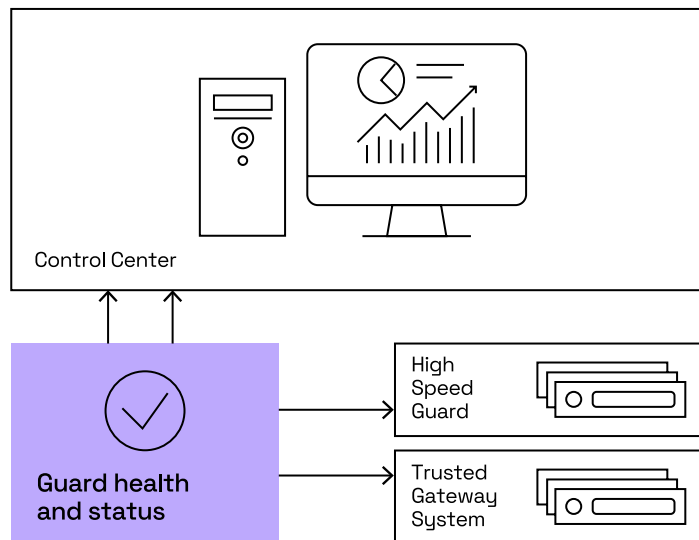 Control Center
Guard health
and status
High
Speed
Guard
Trusted
Gateway
System